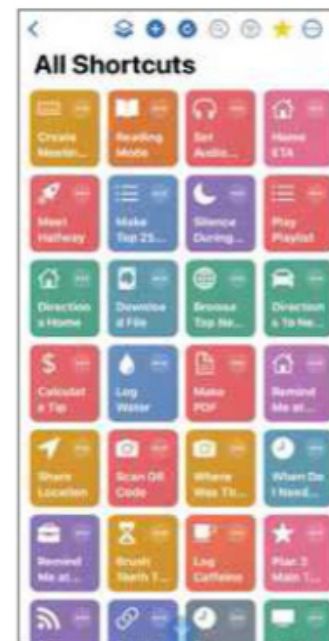 All Shortcuts
Create
Meetin...
Reading
Mode
Set
Audio...
Home
ETA
Meet
Halfway
Make
Top 25...
Silence
During...
Play
Playlist
Direction
s Home
Downloa
d File
Browse
Top Ne...
Direction
s To Ne...
Calculat
e Tip
Log
Water
Make
PDF
Remind
Me at...
Share
Location
Scan QR
Code
Where
Was Th...
When Do
I Need...
Remind
Me at...
Brush
Teeth T...
Log
Caffeine
Plan 3
Main T...